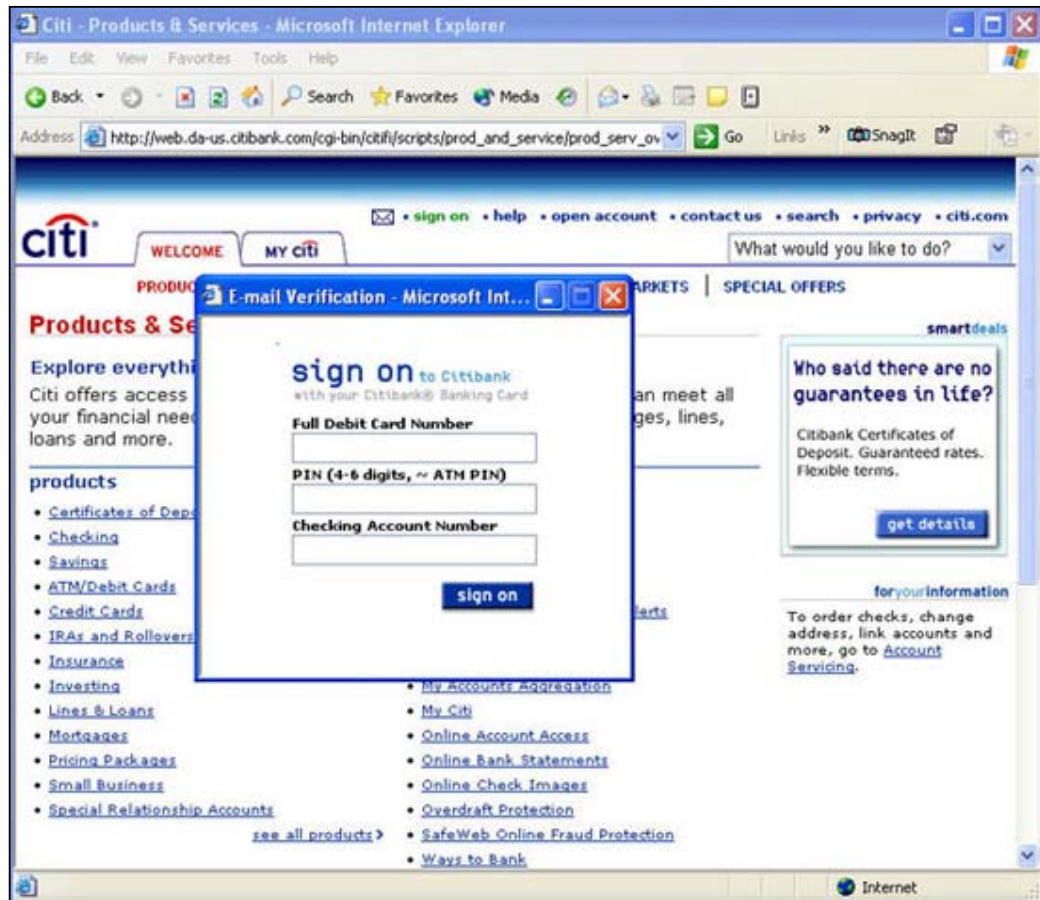 Citi - Products & Services - Microsoft Internet Explorer
File Edit View Favorites Tools Help
Back Search Favorites Media
Address http://web.da-us.citibank.com/cgi-bin/citifi/scripts/prod_and_service/prod_serv_ov Go Links » SnagIt
citi
• sign on • help • open account • contact us • search • privacy • citi.com
WELCOME MY citi
What would you like to do?
PRODUC
ARKETS | SPECIAL OFFERS
Products & Se
Explore everythi
Citi offers access
an meet all
your financial need
ges, lines,
loans and more.
products
• Certificates of Depo
• Checking
• Savings
• ATM/Debit Cards
• Credit Cards
lerts
• IRAs and Rollovers
• Insurance
• Investing
• Lines & Loans
• Mortgages
• Pricing Packages
• Small Business
• Special Relationship Accounts
see all products >
• My Accounts Aggregation
• My Citi
• Online Account Access
• Online Bank Statements
• Online Check Images
• Overdraft Protection
• SafeWeb Online Fraud Protection
• Ways to Bank
E-mail Verification - Microsoft Int...
sign on to Citibank
with your Citibank® Banking Card
Full Debit Card Number
PIN (4-6 digits, ~ ATM PIN)
Checking Account Number
sign on
smartdeals
Who said there are no
guarantees in life?
Citibank Certificates of
Deposit. Guaranteed rates.
Flexible terms.
get details
foryourinformation
To order checks, change
address, link accounts and
more, go to Account
Servicing.
Internet